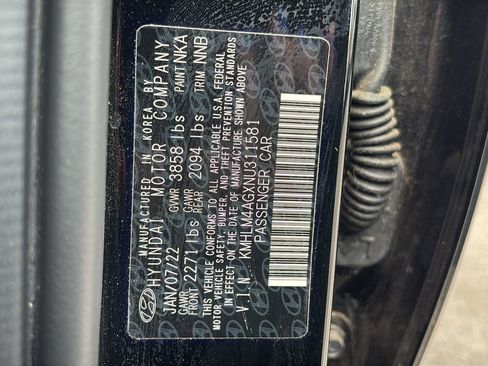 MANUFACTURED IN KOREA BY
HYUNDAI MOTOR COMPANY
JAN/07/22 GVWR 3858 lbs PAINT NKA
GAWR FRONT 2271 lbs GAWR REAR 2094 lbs TRIM NNB
THIS VEHICLE CONFORMS TO ALL APPLICABLE U.S.A. FEDERAL
MOTOR VEHICLE SAFETY, BUMPER, AND THEFT PREVENTION STANDARDS
IN EFFECT ON THE DATE OF MANUFACTURE SHOWN ABOVE
V.I.N KMHLM4AGXNU311581
PASSENGER CAR